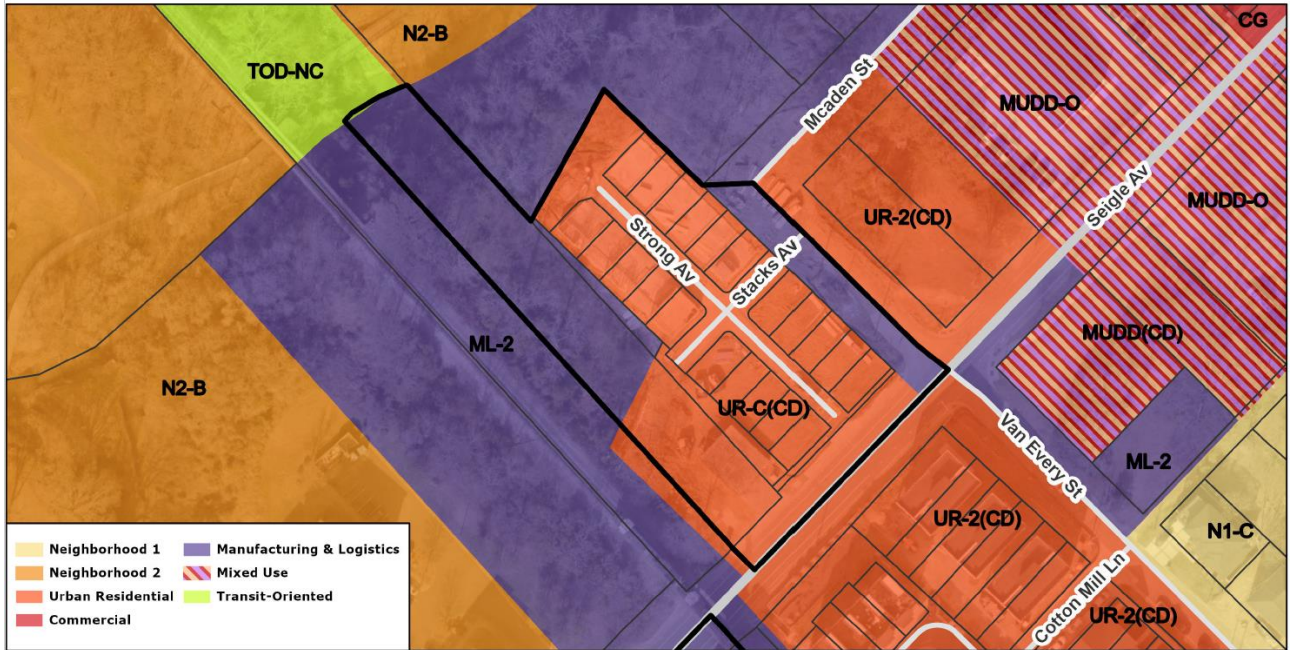 CG
N2-B
TOD-NC
Mcaden St
MUDD-O
Seigle Av
MUDD-O
UR-2(CD)
Strong Av
Stacks Av
MUDD(CD)
ML-2
N2-B
UR-C(CD)
Van Every St
ML-2
UR-2(CD)
N1-C
Cotton Mill Ln
UR-2(CD)
Neighborhood 1
Neighborhood 2
Urban Residential
Commercial
Manufacturing & Logistics
Mixed Use
Transit-Oriented